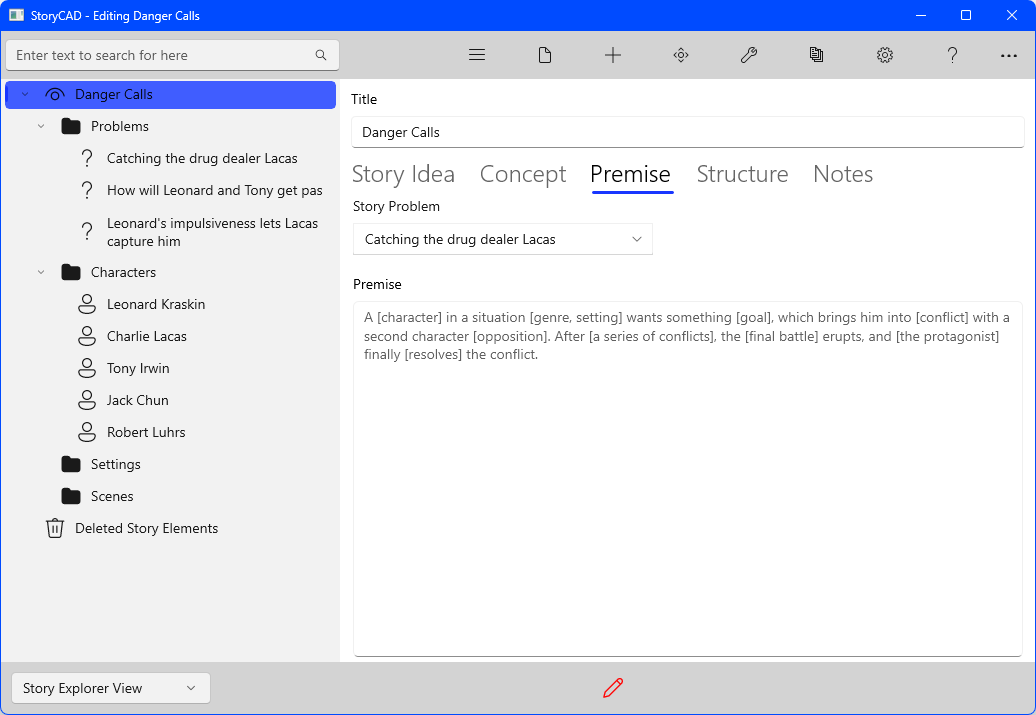 StoryCAD - Editing Danger Calls
Enter text to search for here
Danger Calls
Problems
Catching the drug dealer Lacas
How will Leonard and Tony get pas
Leonard's impulsiveness lets Lacas
capture him
Characters
Leonard Kraskin
Charlie Lacas
Tony Irwin
Jack Chun
Robert Luhrs
Settings
Scenes
Deleted Story Elements
Title
Danger Calls
Story Idea Concept Premise Structure Notes
Story Problem
Catching the drug dealer Lacas
Premise
A [character] in a situation [genre, setting] wants something [goal], which brings him into [conflict] with a
second character [opposition]. After [a series of conflicts], the [final battle] erupts, and [the protagonist]
finally [resolves] the conflict.
Story Explorer View